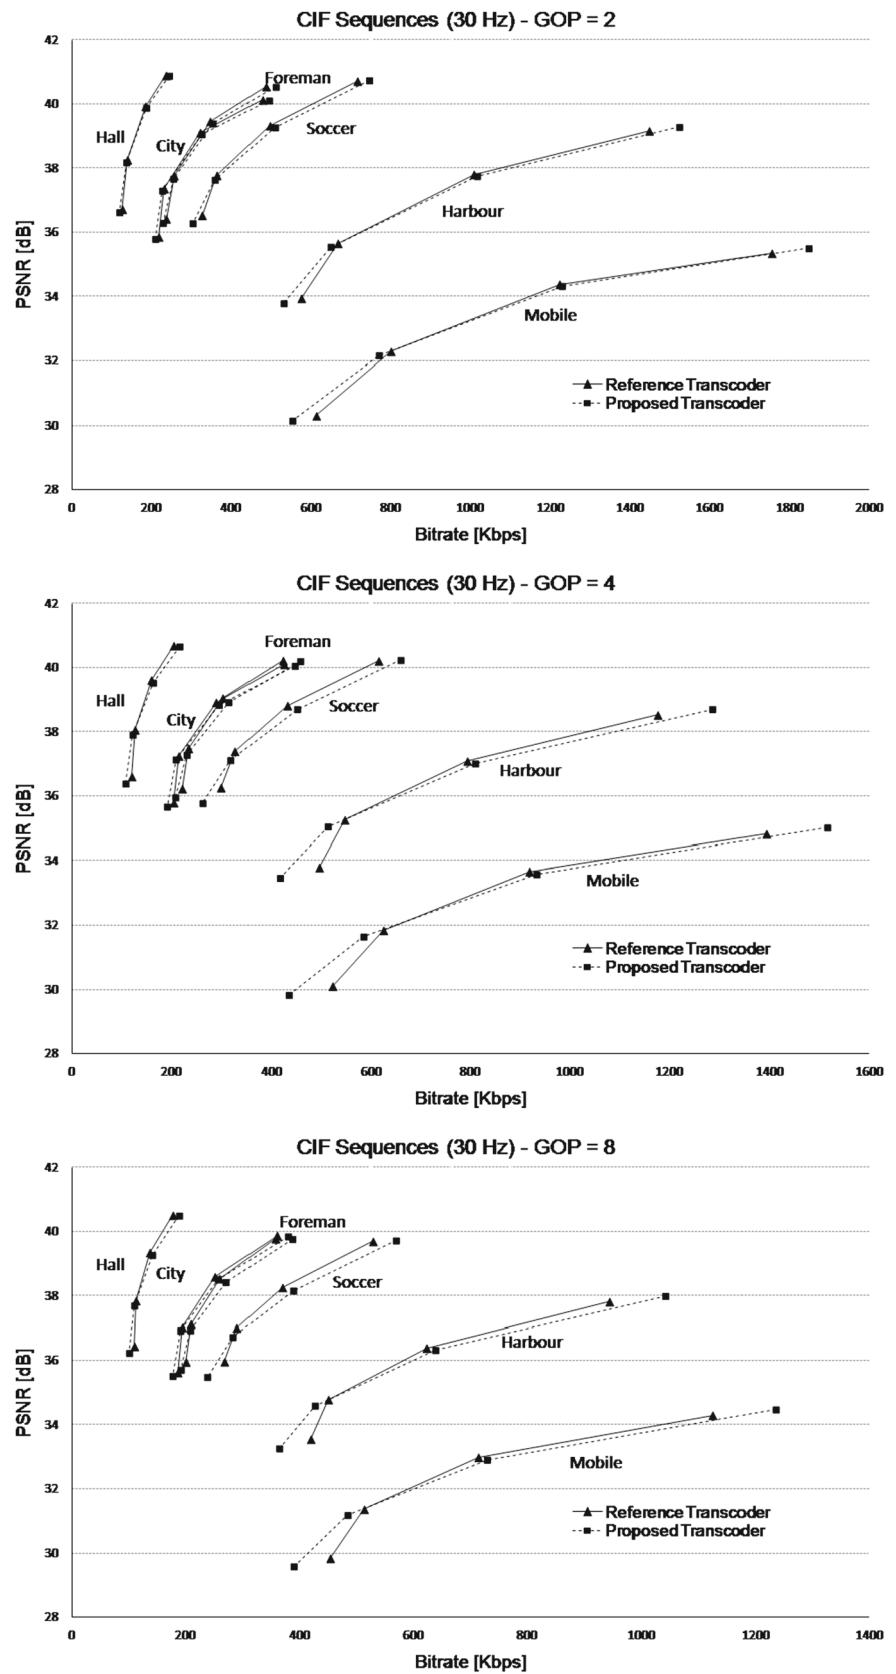 CIF Sequences (30 Hz) - GOP = 2
42
40
38
36
34
32
30
28
PSNR [dB]
Foreman
Hall
City
Soccer
Harbour
Mobile
Reference Transcoder
Proposed Transcoder
0 200 400 600 800 1000 1200 1400 1600 1800 2000
Bitrate [Kbps]
CIF Sequences (30 Hz) - GOP = 4
42
40
38
36
34
32
30
28
PSNR [dB]
Foreman
Hall
City
Soccer
Harbour
Mobile
Reference Transcoder
Proposed Transcoder
0 200 400 600 800 1000 1200 1400 1600
Bitrate [Kbps]
CIF Sequences (30 Hz) - GOP = 8
42
40
38
36
34
32
30
28
PSNR [dB]
Foreman
Hall
City
Soccer
Harbour
Mobile
Reference Transcoder
Proposed Transcoder
0 200 400 600 800 1000 1200 1400
Bitrate [Kbps]